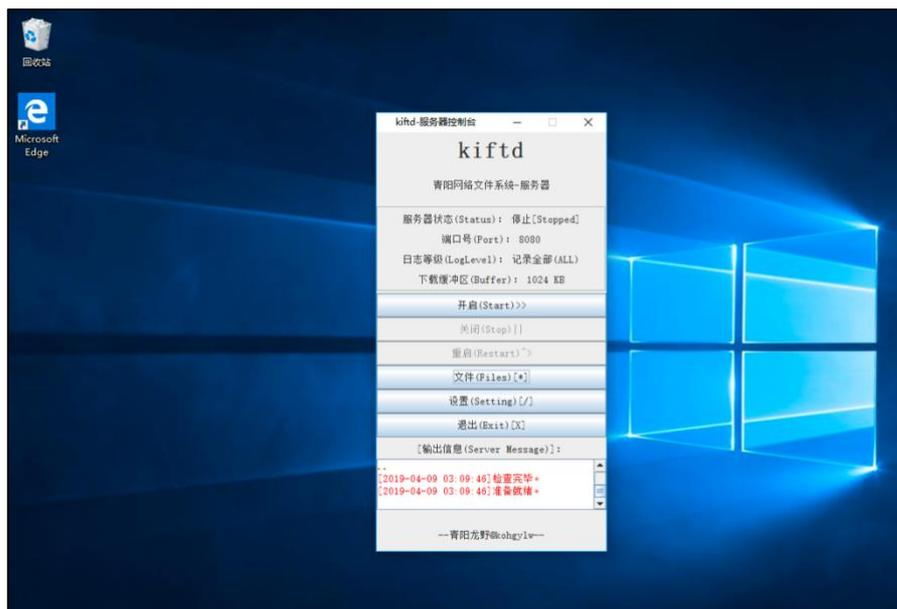 回收站
Microsoft
Edge
kiftd-服务器控制台
kiftd
青阳网络文件系统-服务器
服务器状态(Status): 停止[Stopped]
端口号(Port): 8080
日志等级(LogLevel): 记录全部(ALL)
下载缓冲区(Buffer): 1024 KB
开启(Start)>>>
关闭(Stop)||
重启(Restart)~>
文件(Files)[*]
设置(Setting)[/]
退出(Exit)[X]
[输出信息(Server Message)]:
..
[2019-04-09 03:09:46]检查完毕。
[2019-04-09 03:09:46]准备就绪。
--青阳龙野@kohgylw--